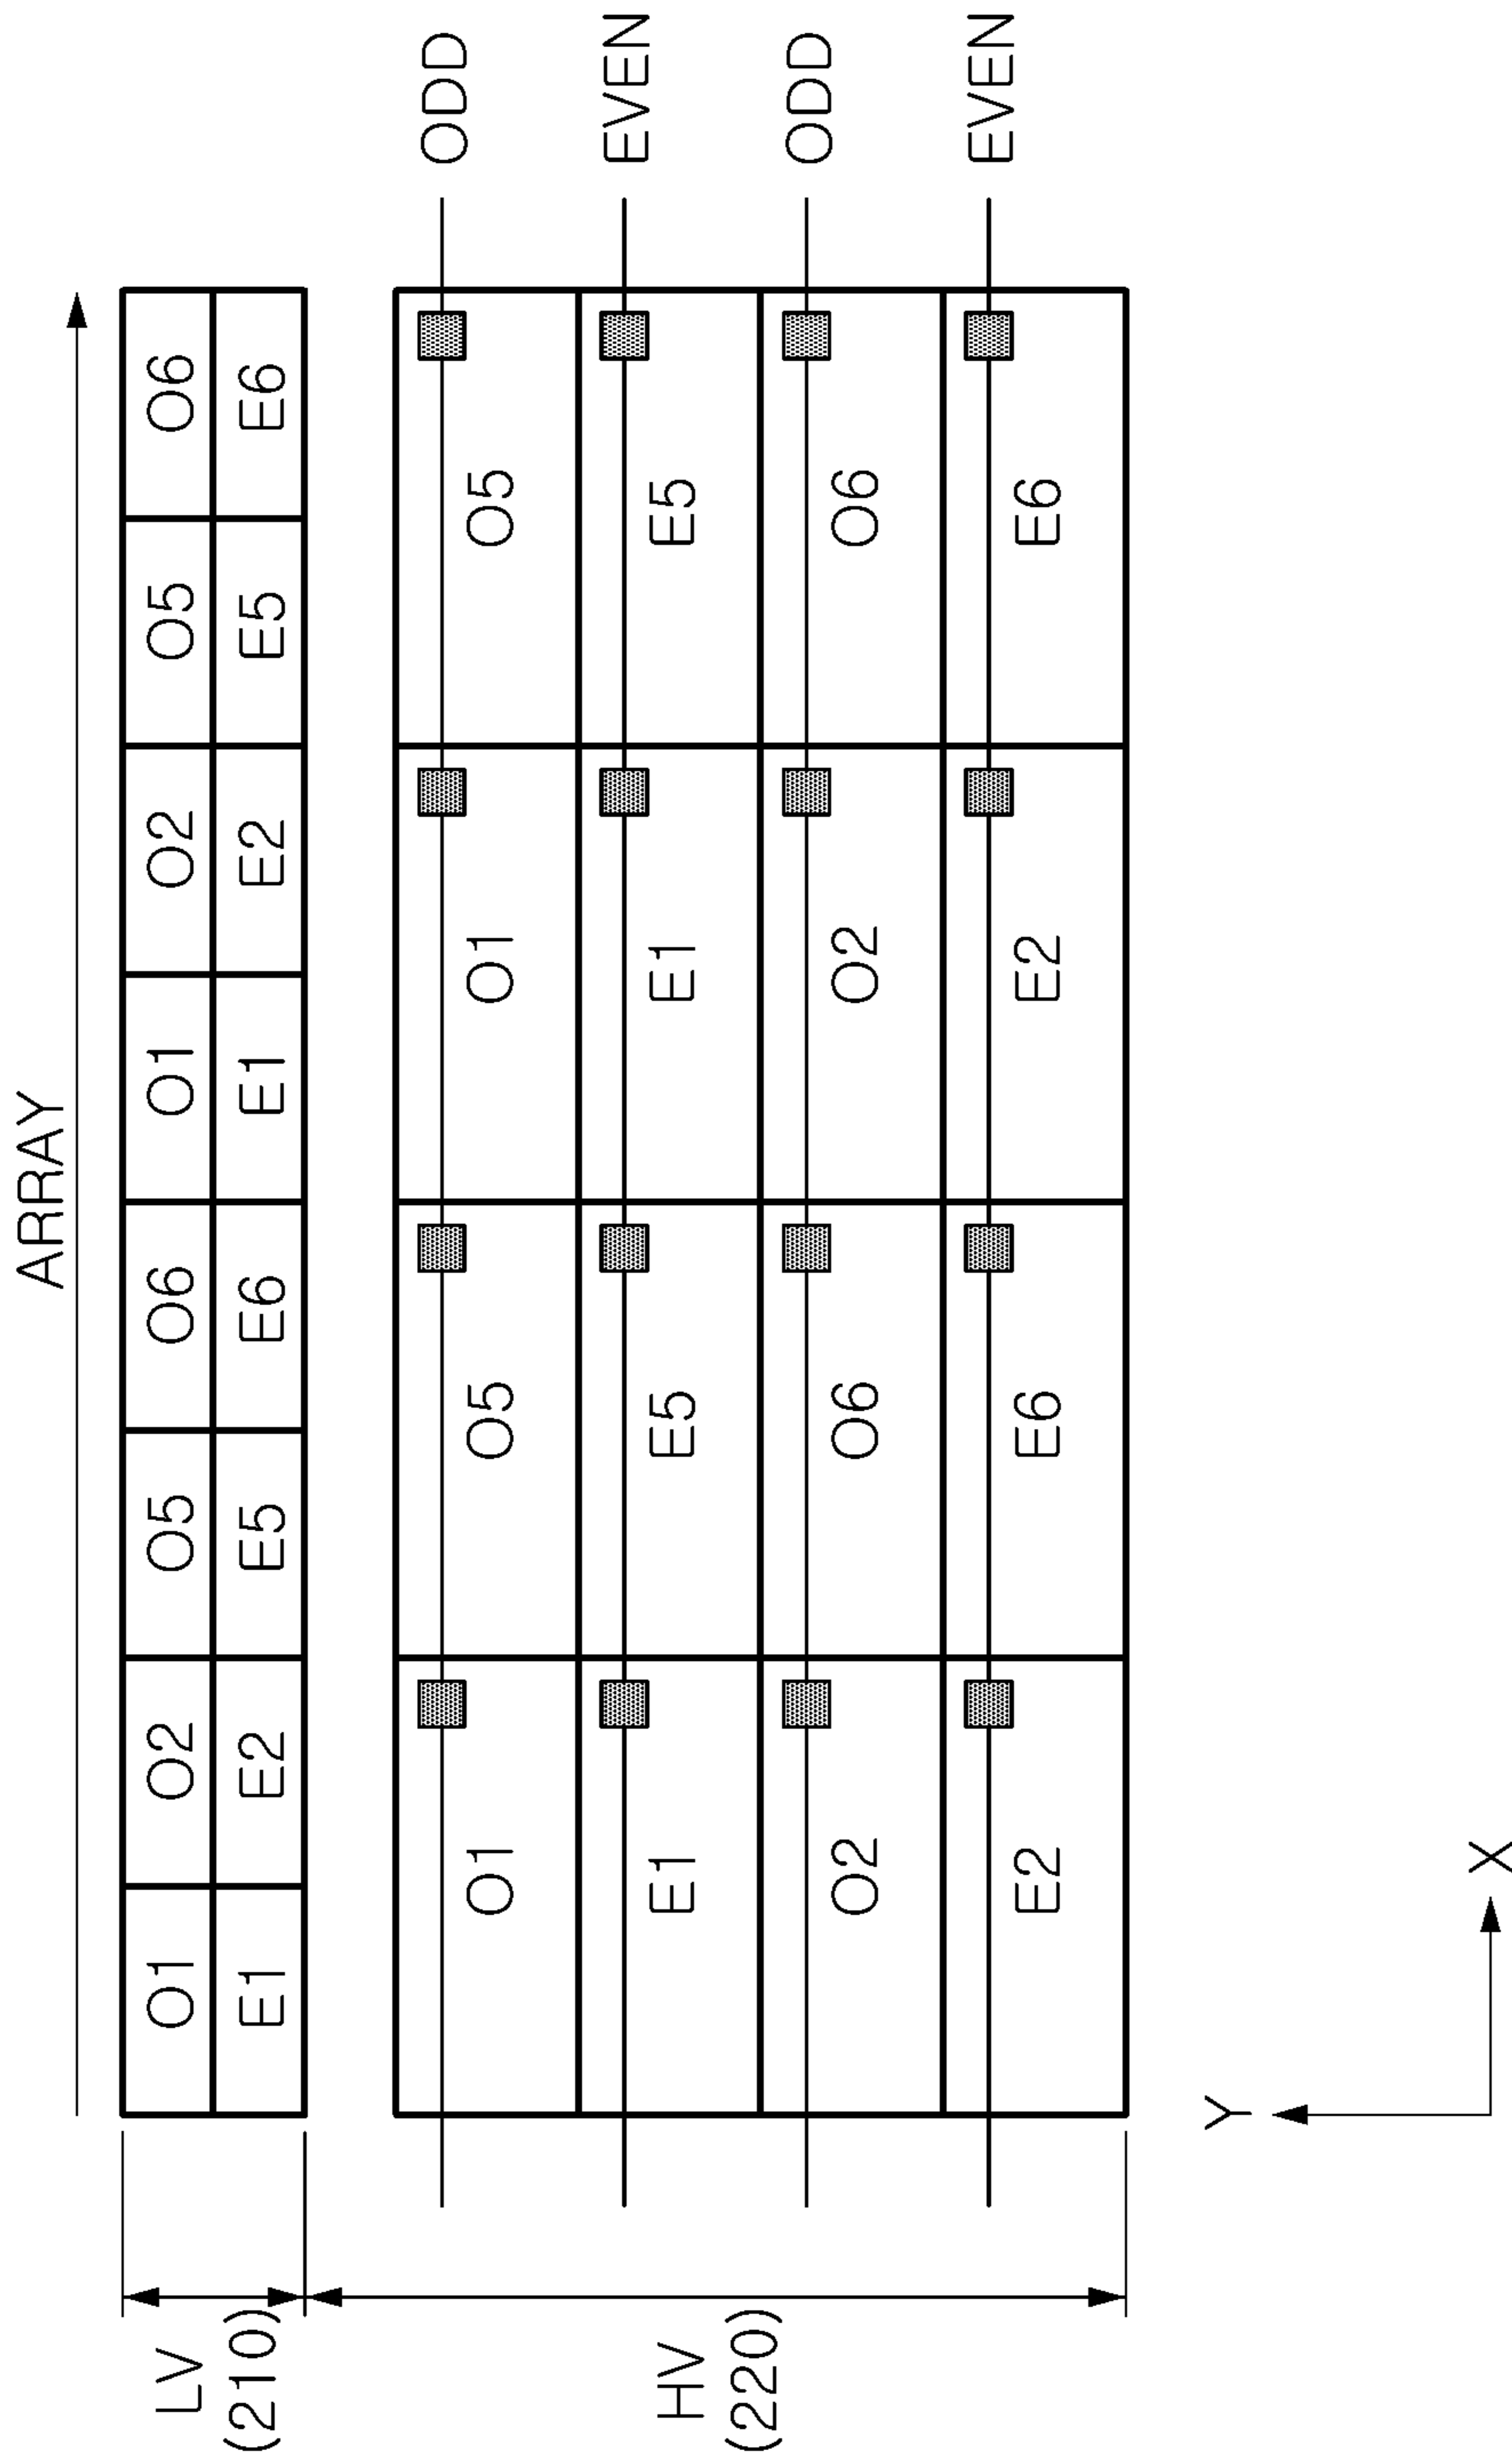 ARRAY
LV
(210)
O1 O2 O5 O6 O1 O2 O5 O6
E1 E2 E5 E6 E1 E2 E5 E6
HV
(220)
O1 O5 O1 O5 ODD
E1 E5 E1 E5 EVEN
O2 O6 O2 O6 ODD
E2 E6 E2 E6 EVEN
Y
X